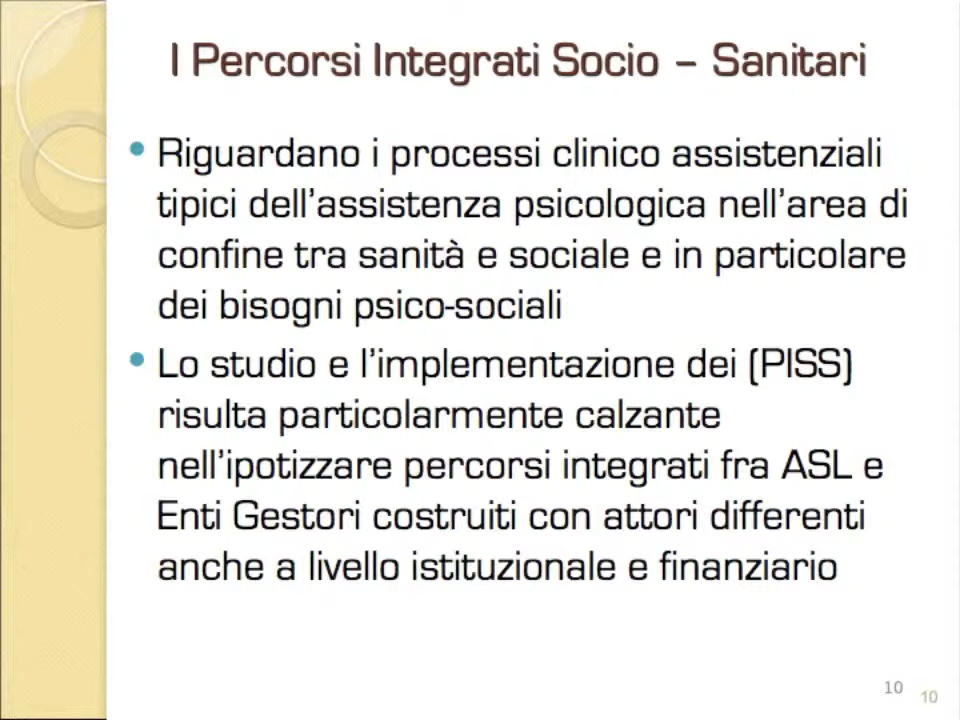 I Percorsi Integrati Socio – Sanitari
• Riguardano i processi clinico assistenziali
tipici dell'assistenza psicologica nell'area di
confine tra sanità e sociale e in particolare
dei bisogni psico-sociali
• Lo studio e l'implementazione dei (PISS)
risulta particolarmente calzante
nell'ipotizzare percorsi integrati fra ASL e
Enti Gestori costruiti con attori differenti
anche a livello istituzionale e finanziario
10
10